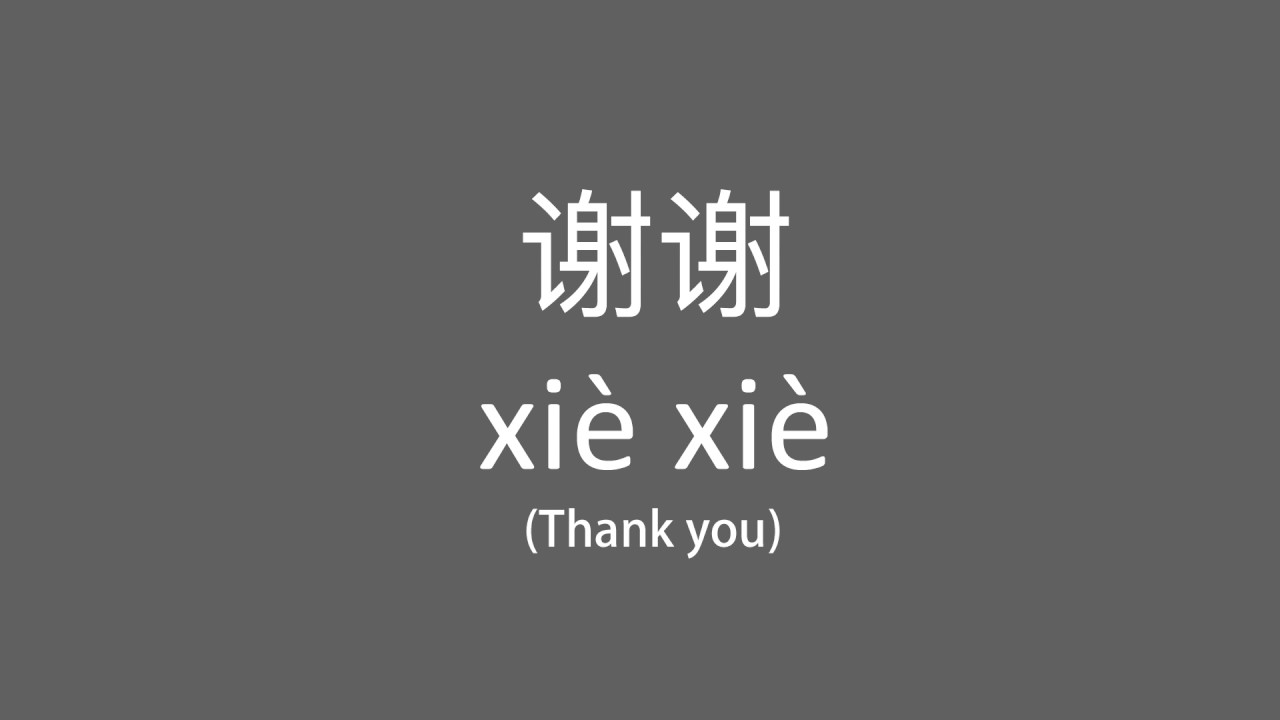 谢谢
xiè xiè
(Thank you)